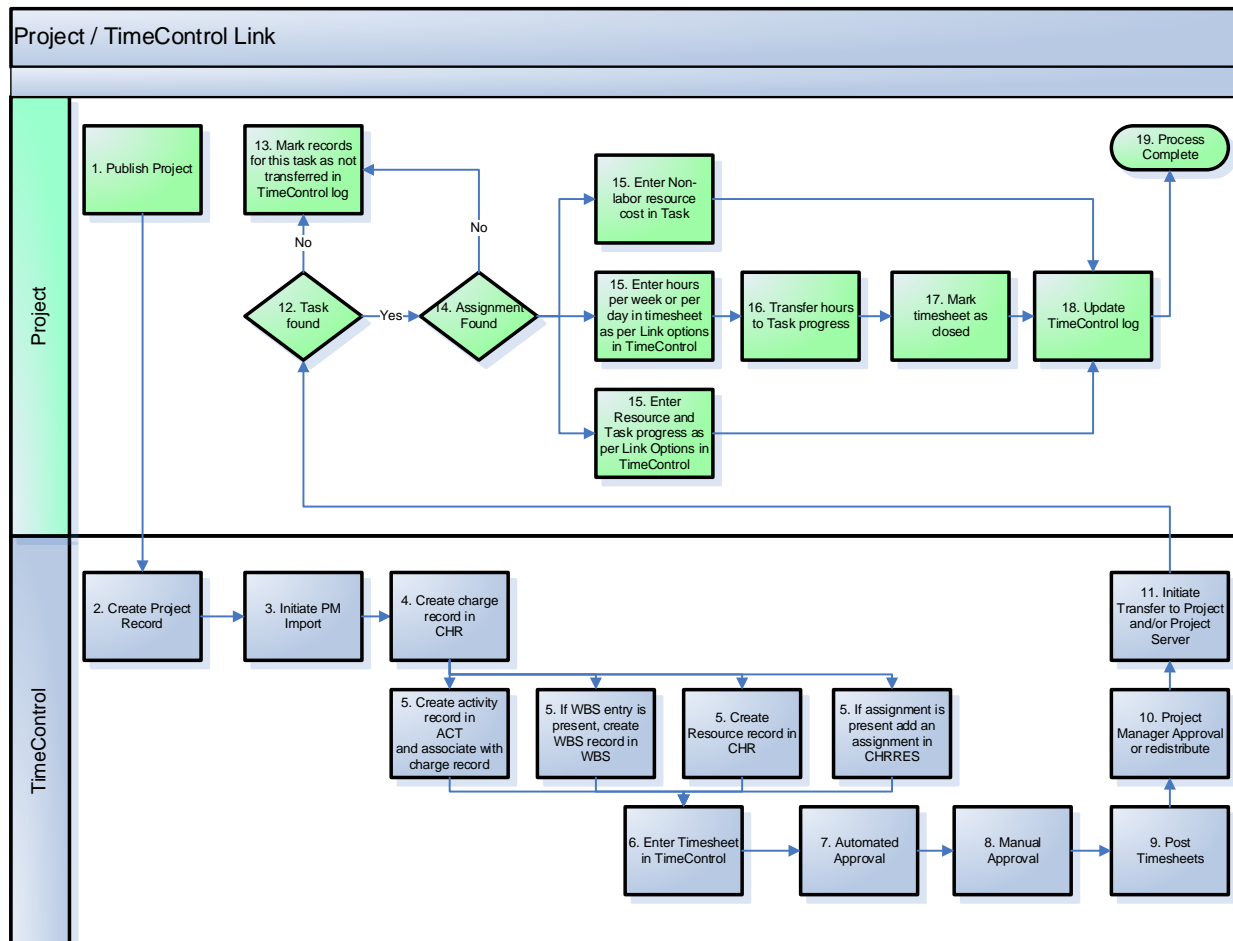 Project / TimeControl Link
Project
1. Publish Project
13. Mark records
for this task as not
transferred in
TimeControl log
No
12. Task
found
Yes
No
14. Assignment
Found
15. Enter Non-
labor resource
cost in Task
15. Enter hours
per week or per
day in timesheet
as per Link options
in TimeControl
15. Enter
Resource and
Task progress as
per Link Options in
TimeControl
16. Transfer hours
to Task progress
17. Mark
timesheet as
closed
18. Update
TimeControl log
19. Process
Complete
TimeControl
2. Create Project
Record
3. Initiate PM
Import
4. Create charge
record in
CHR
5. Create activity
record in
ACT
and associate with
charge record
5. If WBS entry is
present, create
WBS record in
WBS
5. Create
Resource record in
CHR
5. If assignment is
present add an
assignment in
CHRRES
6. Enter Timesheet
in TimeControl
7. Automated
Approval
8. Manual
Approval
9. Post
Timesheets
10. Project
Manager Approval
or redistribute
11. Initiate
Transfer to Project
and/or Project
Server